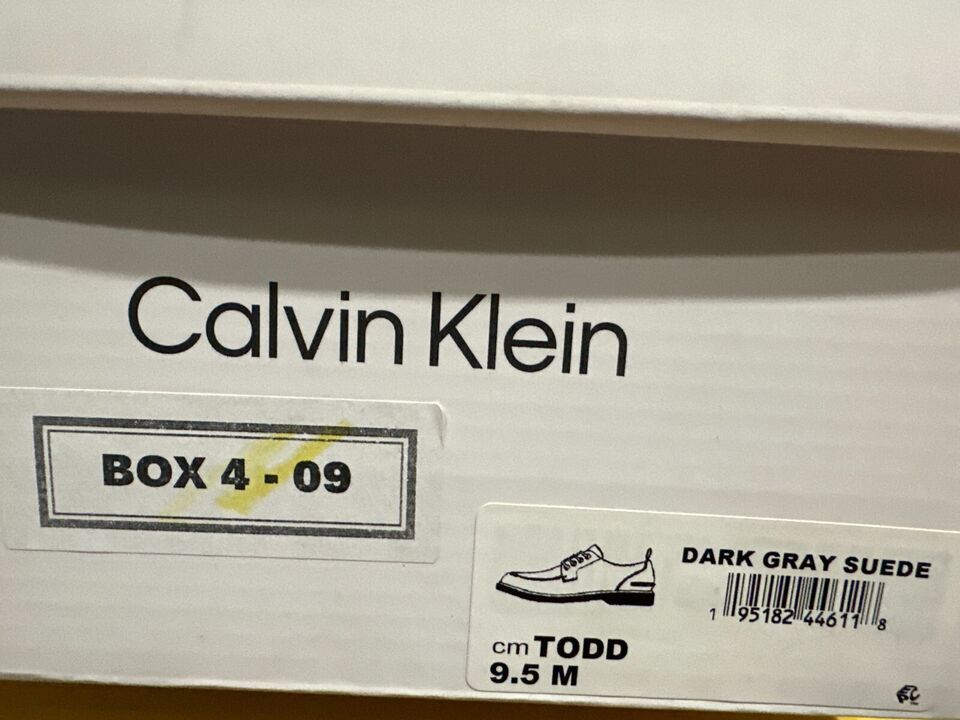 Calvin Klein
BOX 4 - 09
DARK GRAY SUEDE
1 95182 44611 8
cm TODD
9.5 M